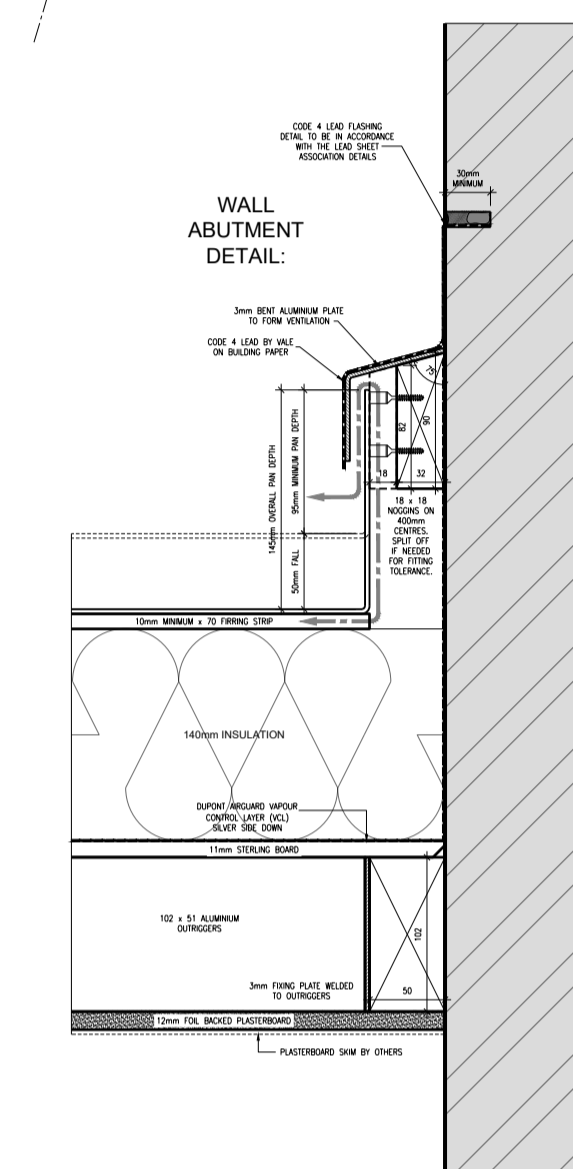 CODE 4 LEAD FLASHING
DETAIL TO BE IN ACCORDANCE
WITH THE LEAD SHEET
ASSOCIATION DETAILS
30mm
MINIMUM
WALL
ABUTMENT
DETAIL:
3mm BENT ALUMINIUM PLATE
TO FORM VENTILATION
CODE 4 LEAD BY VALE
ON BUILDING PAPER
75°
82
90
18
32
145mm OVERALL PAN DEPTH
95mm MINIMUM PAN DEPTH
50mm FALL
18 x 18
NOGGINS ON
400mm
CENTRES.
SPLIT OFF
IF NEEDED
FOR FITTING
TOLERANCE.
10mm MINIMUM x 70 FIRRING STRIP
140mm INSULATION
DUPONT AIRGUARD VAPOUR
CONTROL LAYER (VCL)
SILVER SIDE DOWN
11mm STERLING BOARD
102 x 51 ALUMINIUM
OUTRIGGERS
102
3mm FIXING PLATE WELDED
TO OUTRIGGERS
50
12mm FOIL BACKED PLASTERBOARD
PLASTERBOARD SKIM BY OTHERS